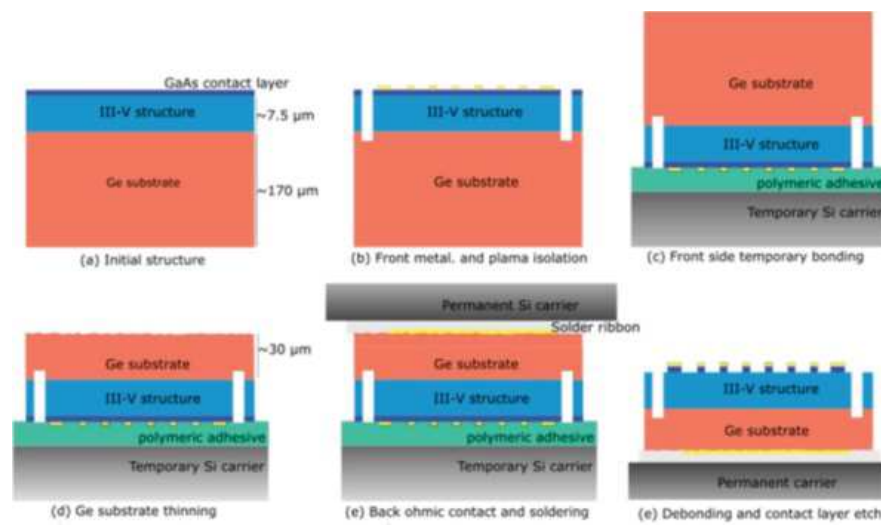 GaAs contact layer
III-V structure
~7.5 μm
Ge substrate
~170 μm
(a) Initial structure
III-V structure
Ge substrate
(b) Front metal. and plama isolation
Ge substrate
III-V structure
polymeric adhesive
Temporary Si carrier
(c) Front side temporary bonding
~30 μm
Ge substrate
III-V structure
polymeric adhesive
Temporary Si carrier
(d) Ge substrate thinning
Permanent Si carrier
Solder ribbon
Ge substrate
III-V structure
polymeric adhesive
Temporary Si carrier
(e) Back ohmic contact and soldering
III-V structure
Ge substrate
Permanent carrier
(e) Debonding and contact layer etch